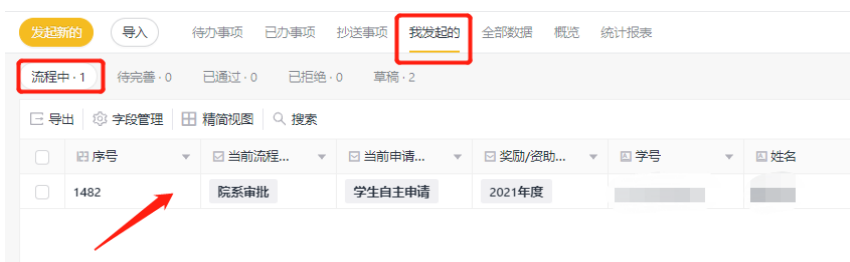 发起新的 导入 待办事项 已办事项 抄送事项 我发起的 全部数据 概览 统计报表
流程中 · 1 待完善 · 0 已通过 · 0 已拒绝 · 0 草稿 · 2
导出 字段管理 精简视图 搜索
序号 当前流程... 当前申请... 奖励/资助... 学号 姓名
1482 院系审批 学生自主申请 2021年度